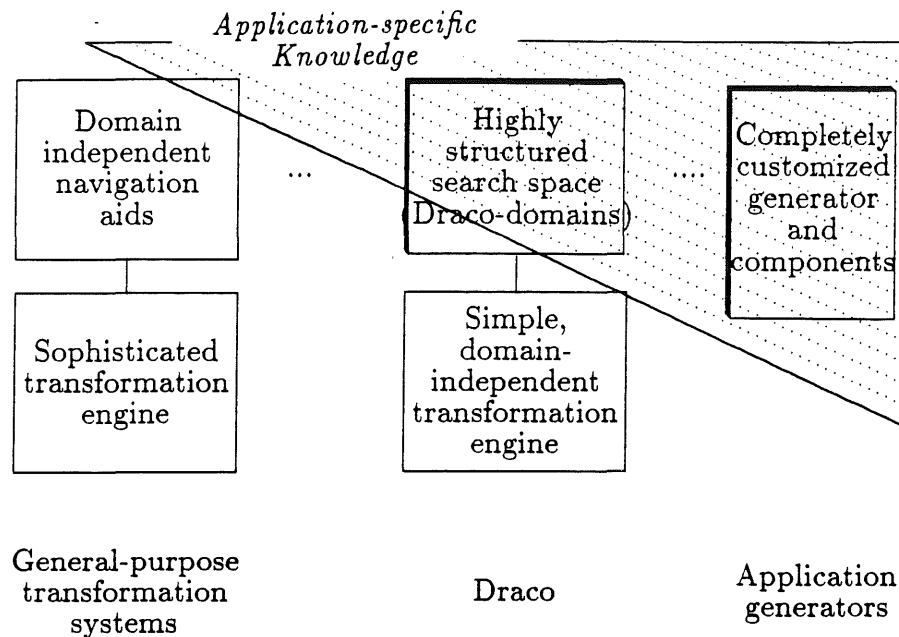 Application-specific
Knowledge
Domain
independent
navigation
aids
...
Highly
structured
search space
(Draco-domains)
....
Completely
customized
generator
and
components
Sophisticated
transformation
engine
Simple,
domain-
independent
transformation
engine
General-purpose
transformation
systems
Draco
Application
generators